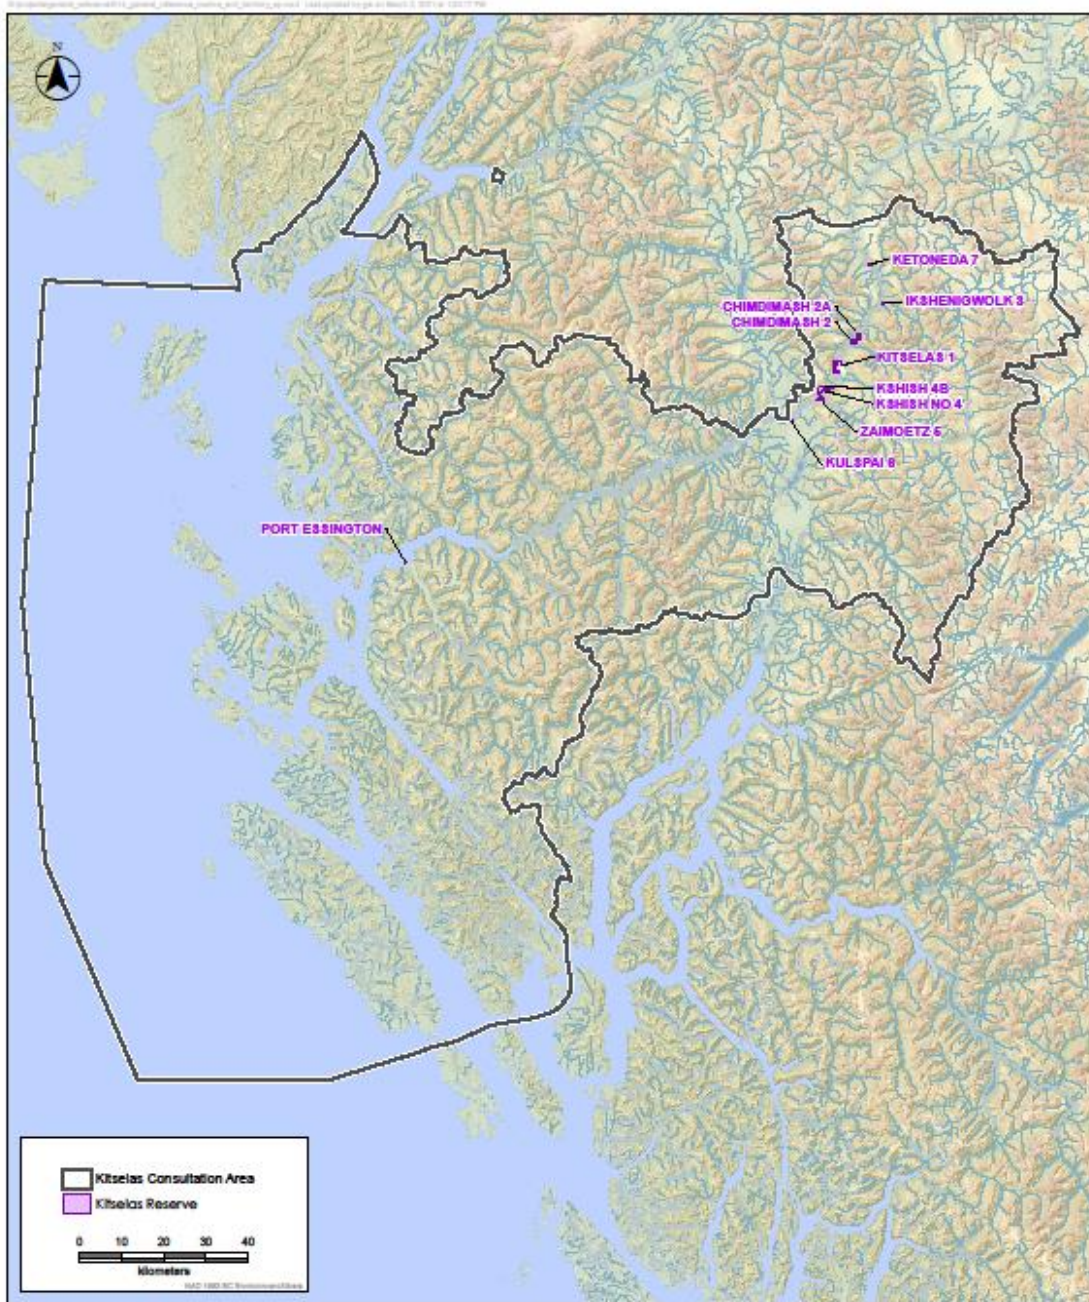 N
KETONEDA 7
IKSHENIGWOLK 3
CHIMDIMASH 2A
CHIMDIMASH 2
KITSELAS 1
KSHISH 4B
KSHISH NO 4
ZAIMOETZ 5
KULSPAI 6
PORT ESSINGTON
Kitselas Consultation Area
Kitselas Reserve
0 10 20 30 40
kilometers